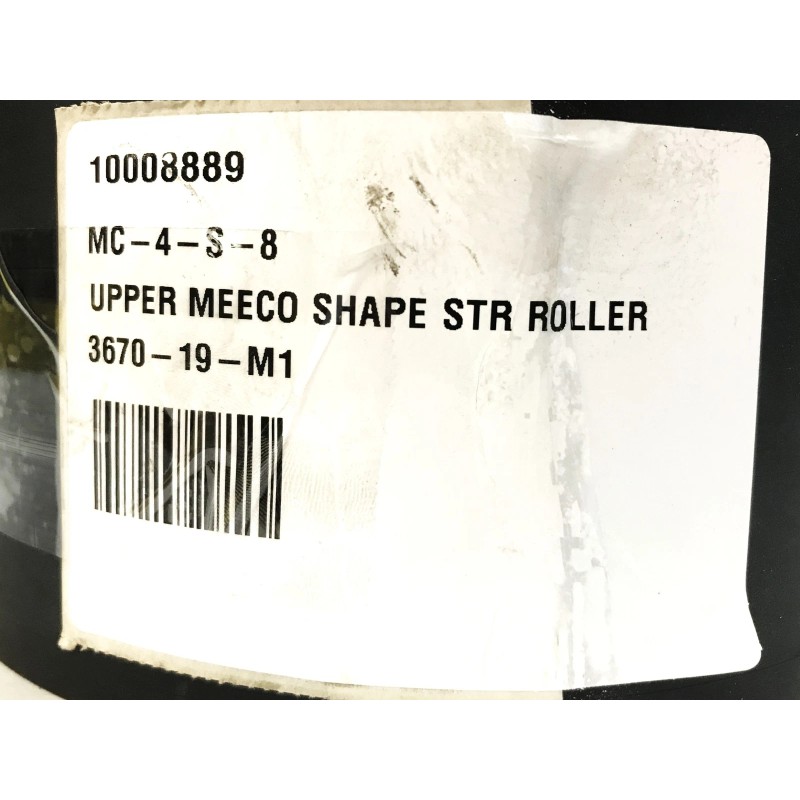 10008889
MC-4-S-8
UPPER MEECO SHAPE STR ROLLER
3670-19-M1